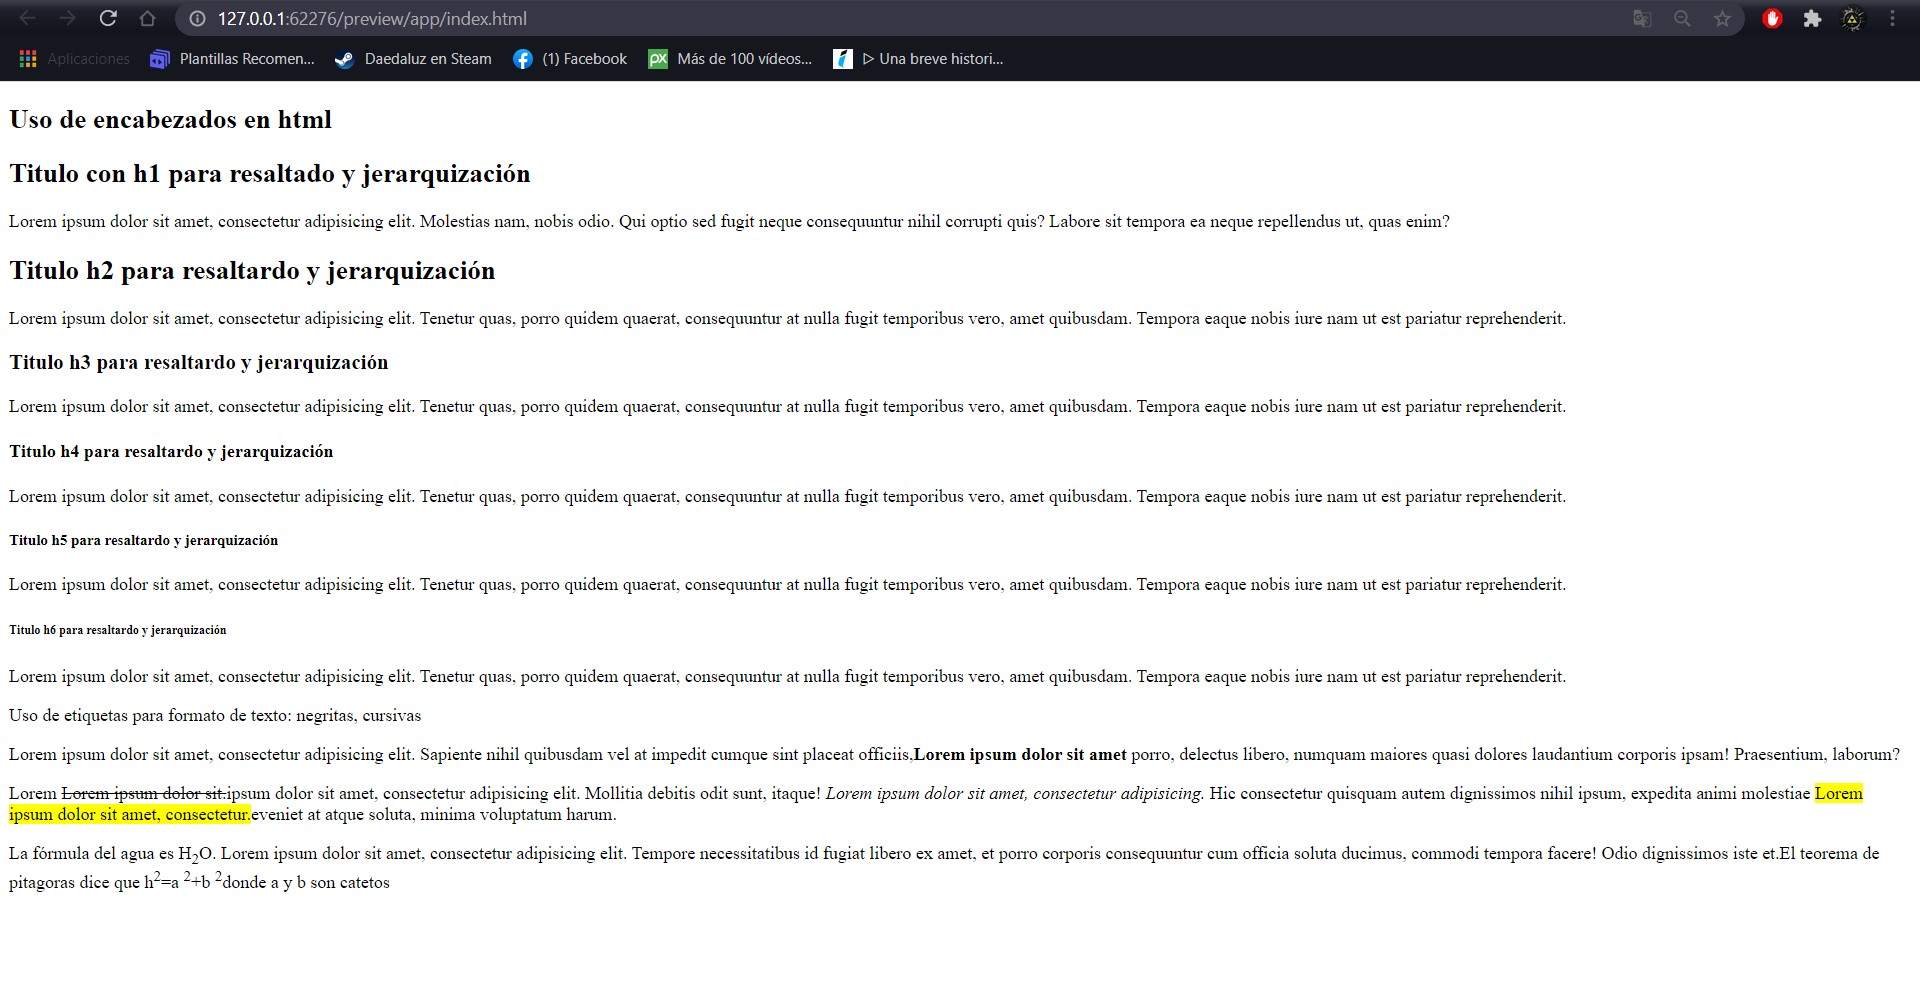 127.0.0.1:62276/preview/app/index.html
Aplicaciones
Plantillas Recomen...
Daedaluz en Steam
(1) Facebook
px
Más de 100 vídeos...
▷ Una breve histori...
Uso de encabezados en html
Titulo con h1 para resaltado y jerarquización
Lorem ipsum dolor sit amet, consectetur adipisicing elit. Molestias nam, nobis odio. Qui optio sed fugit neque consequuntur nihil corrupti quis? Labore sit tempora ea neque repellendus ut, quas enim?
Titulo h2 para resaltardo y jerarquización
Lorem ipsum dolor sit amet, consectetur adipisicing elit. Tenetur quas, porro quidem quaerat, consequuntur at nulla fugit temporibus vero, amet quibusdam. Tempora eaque nobis iure nam ut est pariatur reprehenderit.
Titulo h3 para resaltardo y jerarquización
Lorem ipsum dolor sit amet, consectetur adipisicing elit. Tenetur quas, porro quidem quaerat, consequuntur at nulla fugit temporibus vero, amet quibusdam. Tempora eaque nobis iure nam ut est pariatur reprehenderit.
Titulo h4 para resaltardo y jerarquización
Lorem ipsum dolor sit amet, consectetur adipisicing elit. Tenetur quas, porro quidem quaerat, consequuntur at nulla fugit temporibus vero, amet quibusdam. Tempora eaque nobis iure nam ut est pariatur reprehenderit.
Titulo h5 para resaltardo y jerarquización
Lorem ipsum dolor sit amet, consectetur adipisicing elit. Tenetur quas, porro quidem quaerat, consequuntur at nulla fugit temporibus vero, amet quibusdam. Tempora eaque nobis iure nam ut est pariatur reprehenderit.
Titulo h6 para resaltardo y jerarquización
Lorem ipsum dolor sit amet, consectetur adipisicing elit. Tenetur quas, porro quidem quaerat, consequuntur at nulla fugit temporibus vero, amet quibusdam. Tempora eaque nobis iure nam ut est pariatur reprehenderit.
Uso de etiquetas para formato de texto: negritas, cursivas
Lorem ipsum dolor sit amet, consectetur adipisicing elit. Sapiente nihil quibusdam vel at impedit cumque sint placeat officiis,Lorem ipsum dolor sit amet porro, delectus libero, numquam maiores quasi dolores laudantium corporis ipsam! Praesentium, laborum?
Lorem Lorem ipsum dolor sit.ipsum dolor sit amet, consectetur adipisicing elit. Mollitia debitis odit sunt, itaque! Lorem ipsum dolor sit amet, consectetur adipisicing. Hic consectetur quisquam autem dignissimos nihil ipsum, expedita animi molestiae Lorem
ipsum dolor sit amet, consectetur.eveniet at atque soluta, minima voluptatum harum.
La fórmula del agua es H₂O. Lorem ipsum dolor sit amet, consectetur adipisicing elit. Tempore necessitatibus id fugiat libero ex amet, et porro corporis consequuntur cum officia soluta ducimus, commodi tempora facere! Odio dignissimos iste et.El teorema de
pitagoras dice que h²=a ²+b ²donde a y b son catetos